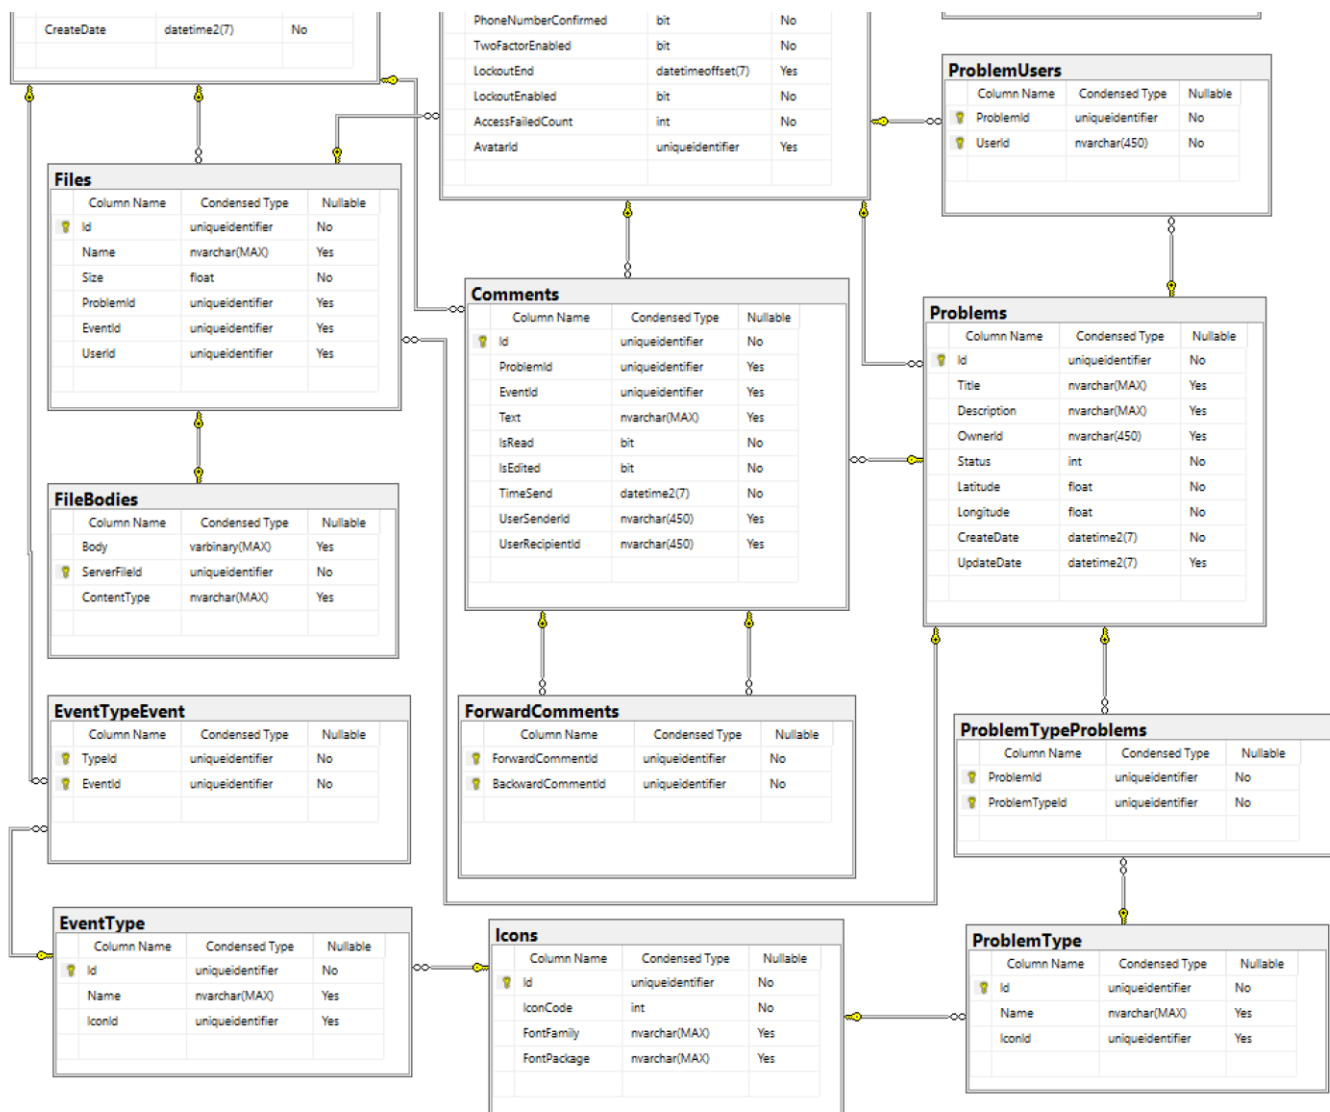 CreateDate datetime2(7) No
PhoneNumberConfirmed bit No
TwoFactorEnabled bit No
LockoutEnd datetimeoffset(7) Yes
LockoutEnabled bit No
AccessFailedCount int No
AvatarId uniqueidentifier Yes
ProblemUsers
Column Name Condensed Type Nullable
ProblemId uniqueidentifier No
UserId nvarchar(450) No
Files
Column Name Condensed Type Nullable
Id uniqueidentifier No
Name nvarchar(MAX) Yes
Size float No
ProblemId uniqueidentifier Yes
EventId uniqueidentifier Yes
UserId uniqueidentifier Yes
Comments
Column Name Condensed Type Nullable
Id uniqueidentifier No
ProblemId uniqueidentifier Yes
EventId uniqueidentifier Yes
Text nvarchar(MAX) Yes
IsRead bit No
IsEdited bit No
TimeSend datetime2(7) No
UserSenderId nvarchar(450) Yes
UserRecipientId nvarchar(450) Yes
Problems
Column Name Condensed Type Nullable
Id uniqueidentifier No
Title nvarchar(MAX) Yes
Description nvarchar(MAX) Yes
OwnerId nvarchar(450) Yes
Status int No
Latitude float No
Longitude float No
CreateDate datetime2(7) No
UpdateDate datetime2(7) Yes
FileBodies
Column Name Condensed Type Nullable
Body varbinary(MAX) Yes
ServerFileId uniqueidentifier No
ContentType nvarchar(MAX) Yes
EventTypeEvent
Column Name Condensed Type Nullable
TypeId uniqueidentifier No
EventId uniqueidentifier No
ForwardComments
Column Name Condensed Type Nullable
ForwardCommentId uniqueidentifier No
BackwardCommentId uniqueidentifier No
ProblemTypeProblems
Column Name Condensed Type Nullable
ProblemId uniqueidentifier No
ProblemTypeId uniqueidentifier No
EventType
Column Name Condensed Type Nullable
Id uniqueidentifier No
Name nvarchar(MAX) Yes
IconId uniqueidentifier Yes
Icons
Column Name Condensed Type Nullable
Id uniqueidentifier No
IconCode int No
FontFamily nvarchar(MAX) Yes
FontPackage nvarchar(MAX) Yes
ProblemType
Column Name Condensed Type Nullable
Id uniqueidentifier No
Name nvarchar(MAX) Yes
IconId uniqueidentifier Yes